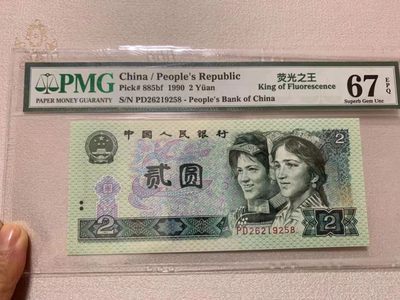 PMG
PAPER MONEY GUARANTY
China / People's Republic
Pick# 885bf 1990 2 Yüan
S/N PD26219258 - People's Bank of China
荧光之王
King of Fluorescence
67 EPQ
Superb Gem Unc
中国人民银行
2
贰圆
PD26219258
2
2